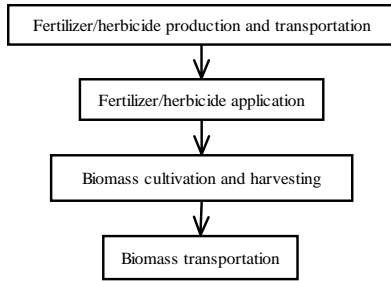 Fertilizer/herbicide production and transportation
Fertilizer/herbicide application
Biomass cultivation and harvesting
Biomass transportation